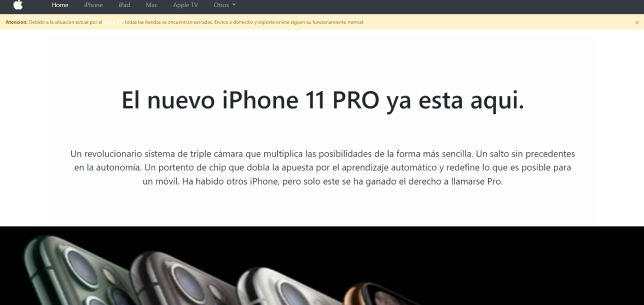 Home iPhone iPad Mac Apple TV Otros
Atencion: Debido a la situacion actual por el , todas las tiendas se encuentran cerradas. Envios a domicilio y soporte online siguen su funcionamiento normal. ×
El nuevo iPhone 11 PRO ya esta aqui.
Un revolucionario sistema de triple cámara que multiplica las posibilidades de la forma más sencilla. Un salto sin precedentes
en la autonomía. Un portento de chip que dobla la apuesta por el aprendizaje automático y redefine lo que es posible para
un móvil. Ha habido otros iPhone, pero solo este se ha ganado el derecho a llamarse Pro.